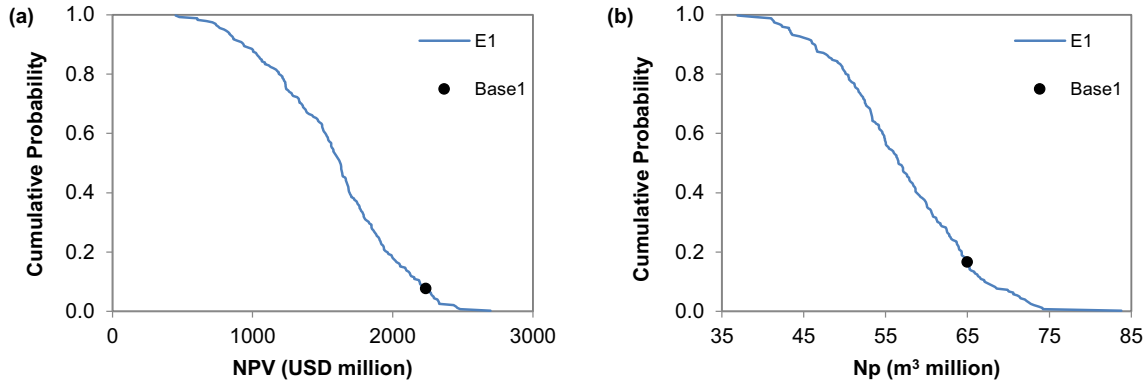 (a)
Cumulative Probability
1.0
0.8
0.6
0.4
0.2
0.0
E1
Base1
0 1000 2000 3000
NPV (USD million)
(b)
Cumulative Probability
1.0
0.8
0.6
0.4
0.2
0.0
E1
Base1
35 45 55 65 75 85
Np (m³ million)